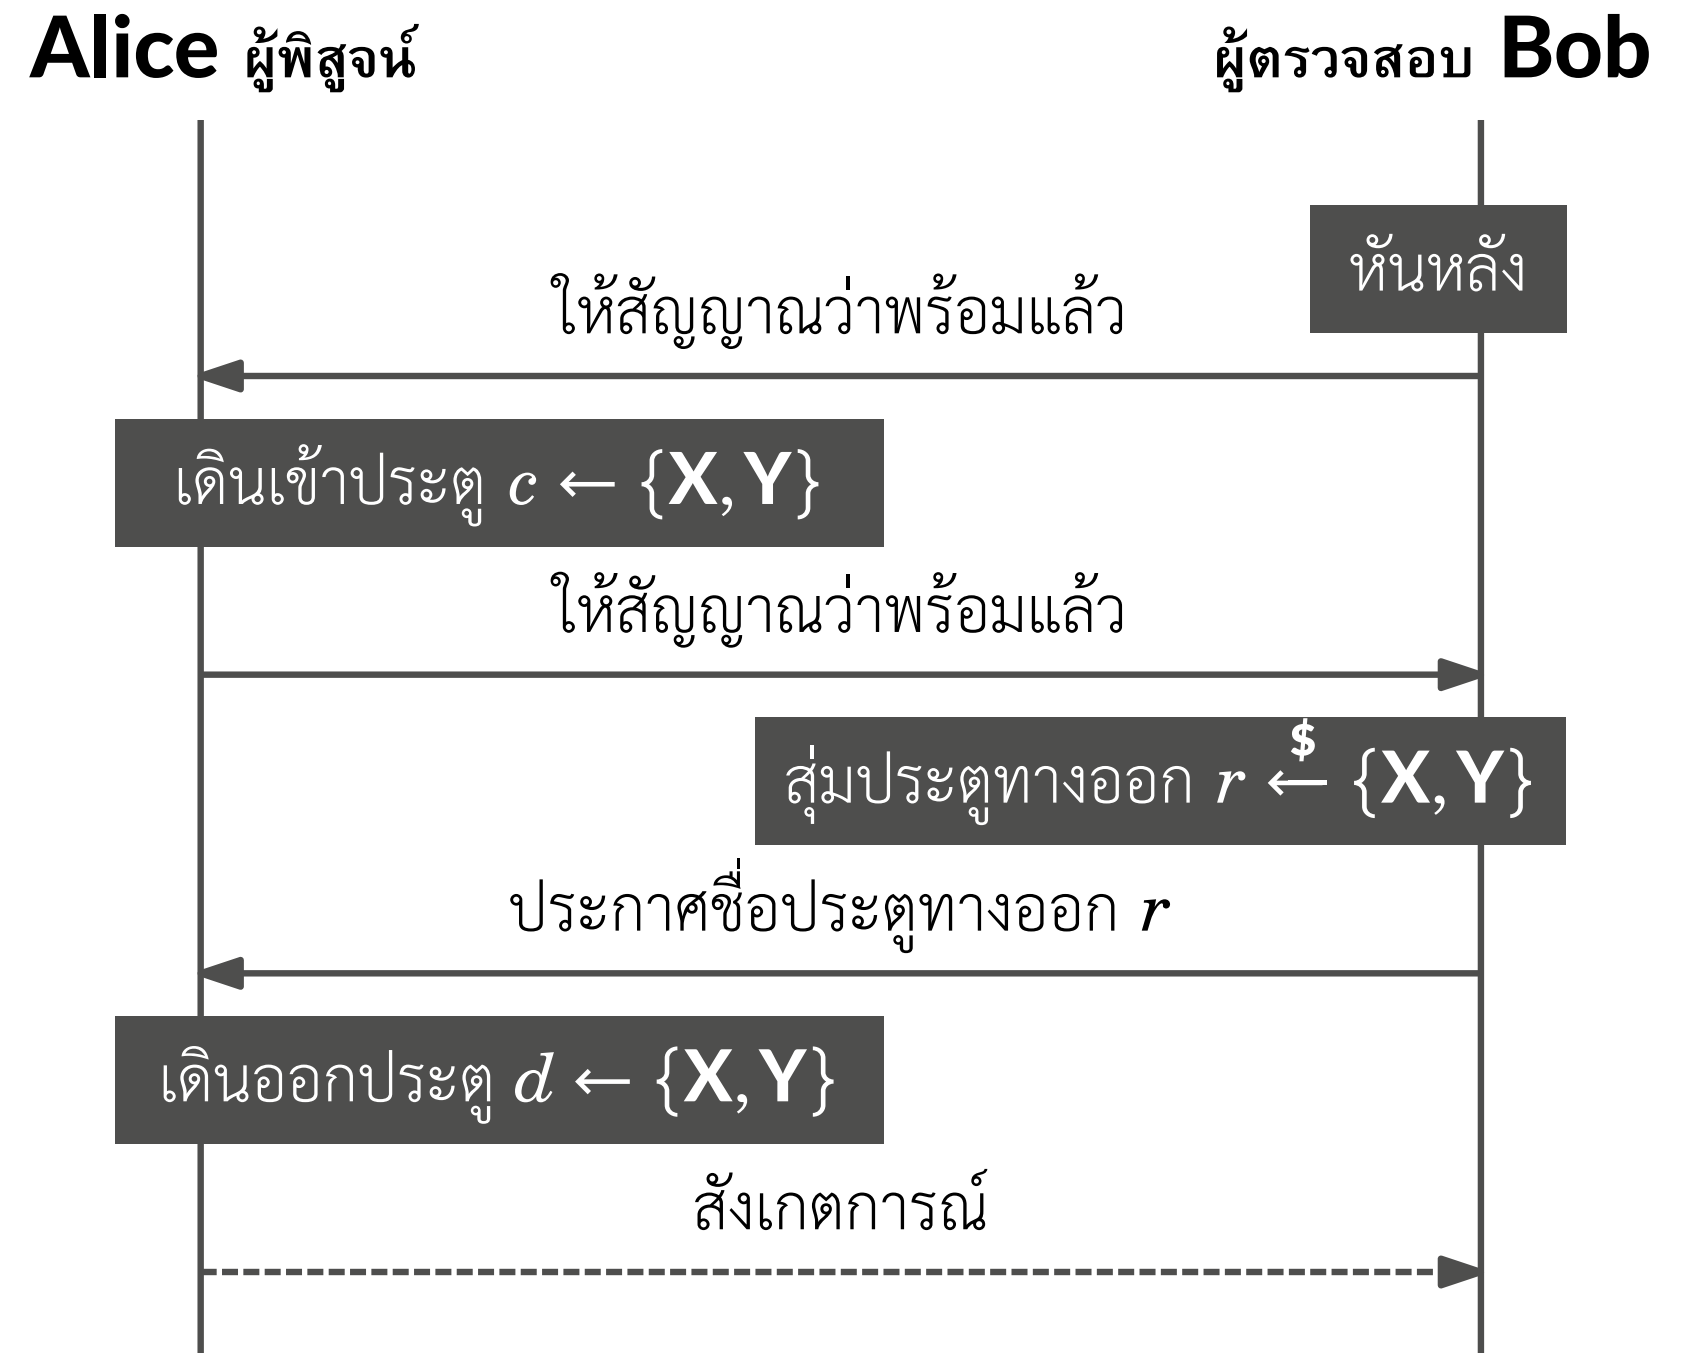 Alice ผู้พิสูจน์
ผู้ตรวจสอบ Bob
หันหลัง
ให้สัญญาณว่าพร้อมแล้ว
เดินเข้าประตู c ← {X, Y}
ให้สัญญาณว่าพร้อมแล้ว
สุ่มประตูทางออก r ←$ {X, Y}
ประกาศชื่อประตูทางออก r
เดินออกประตู d ← {X, Y}
สังเกตการณ์